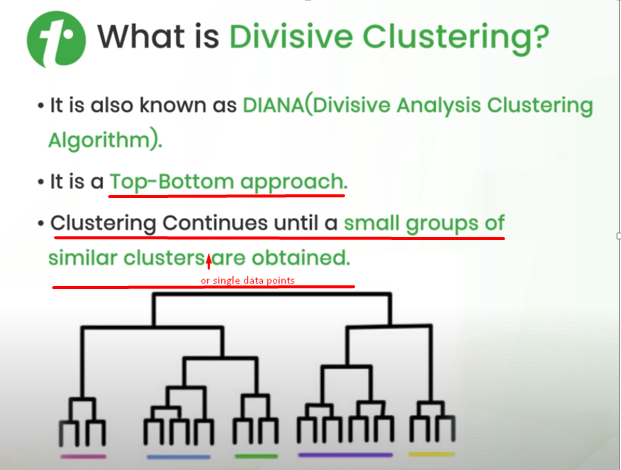 What is Divisive Clustering?
• It is also known as DIANA(Divisive Analysis Clustering
Algorithm).
• It is a Top-Bottom approach.
• Clustering Continues until a small groups of
similar clusters are obtained.
or single data points